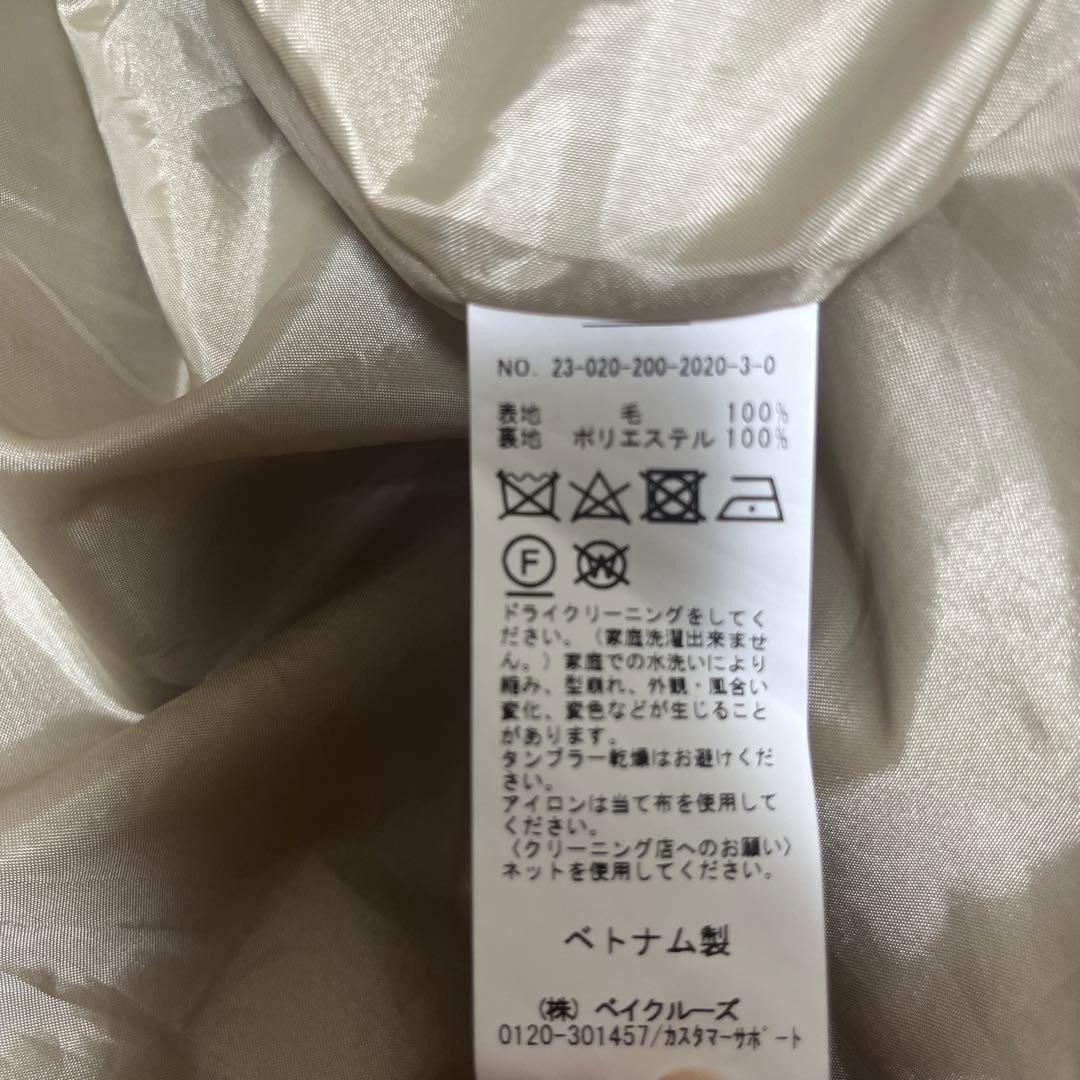 NO. 23-020-200-2020-3-0
表地 毛 100%
裏地 ポリエステル 100%
F W
ドライクリーニングをしてく
ださい。（家庭洗濯出来ませ
ん。）家庭での水洗いにより
縮み、型崩れ、外観・風合い
変化、変色などが生じること
があります。
タンブラー乾燥はお避けくだ
さい。
アイロンは当て布を使用して
ください。
〈クリーニング店へのお願い〉
ネットを使用してください。
ベトナム製
（株）ベイクルーズ
0120-301457/ｶｽﾀﾏｰｻﾎﾟｰﾄ